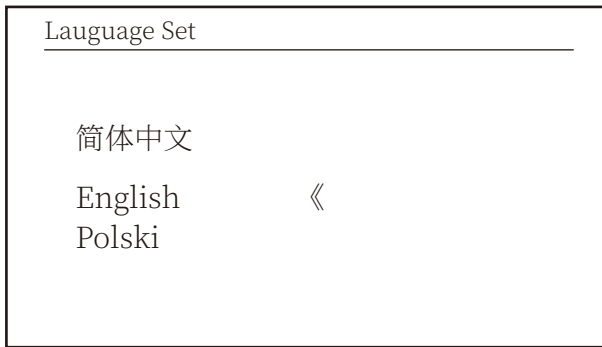 Lauguage Set
简体中文
English 《
Polski